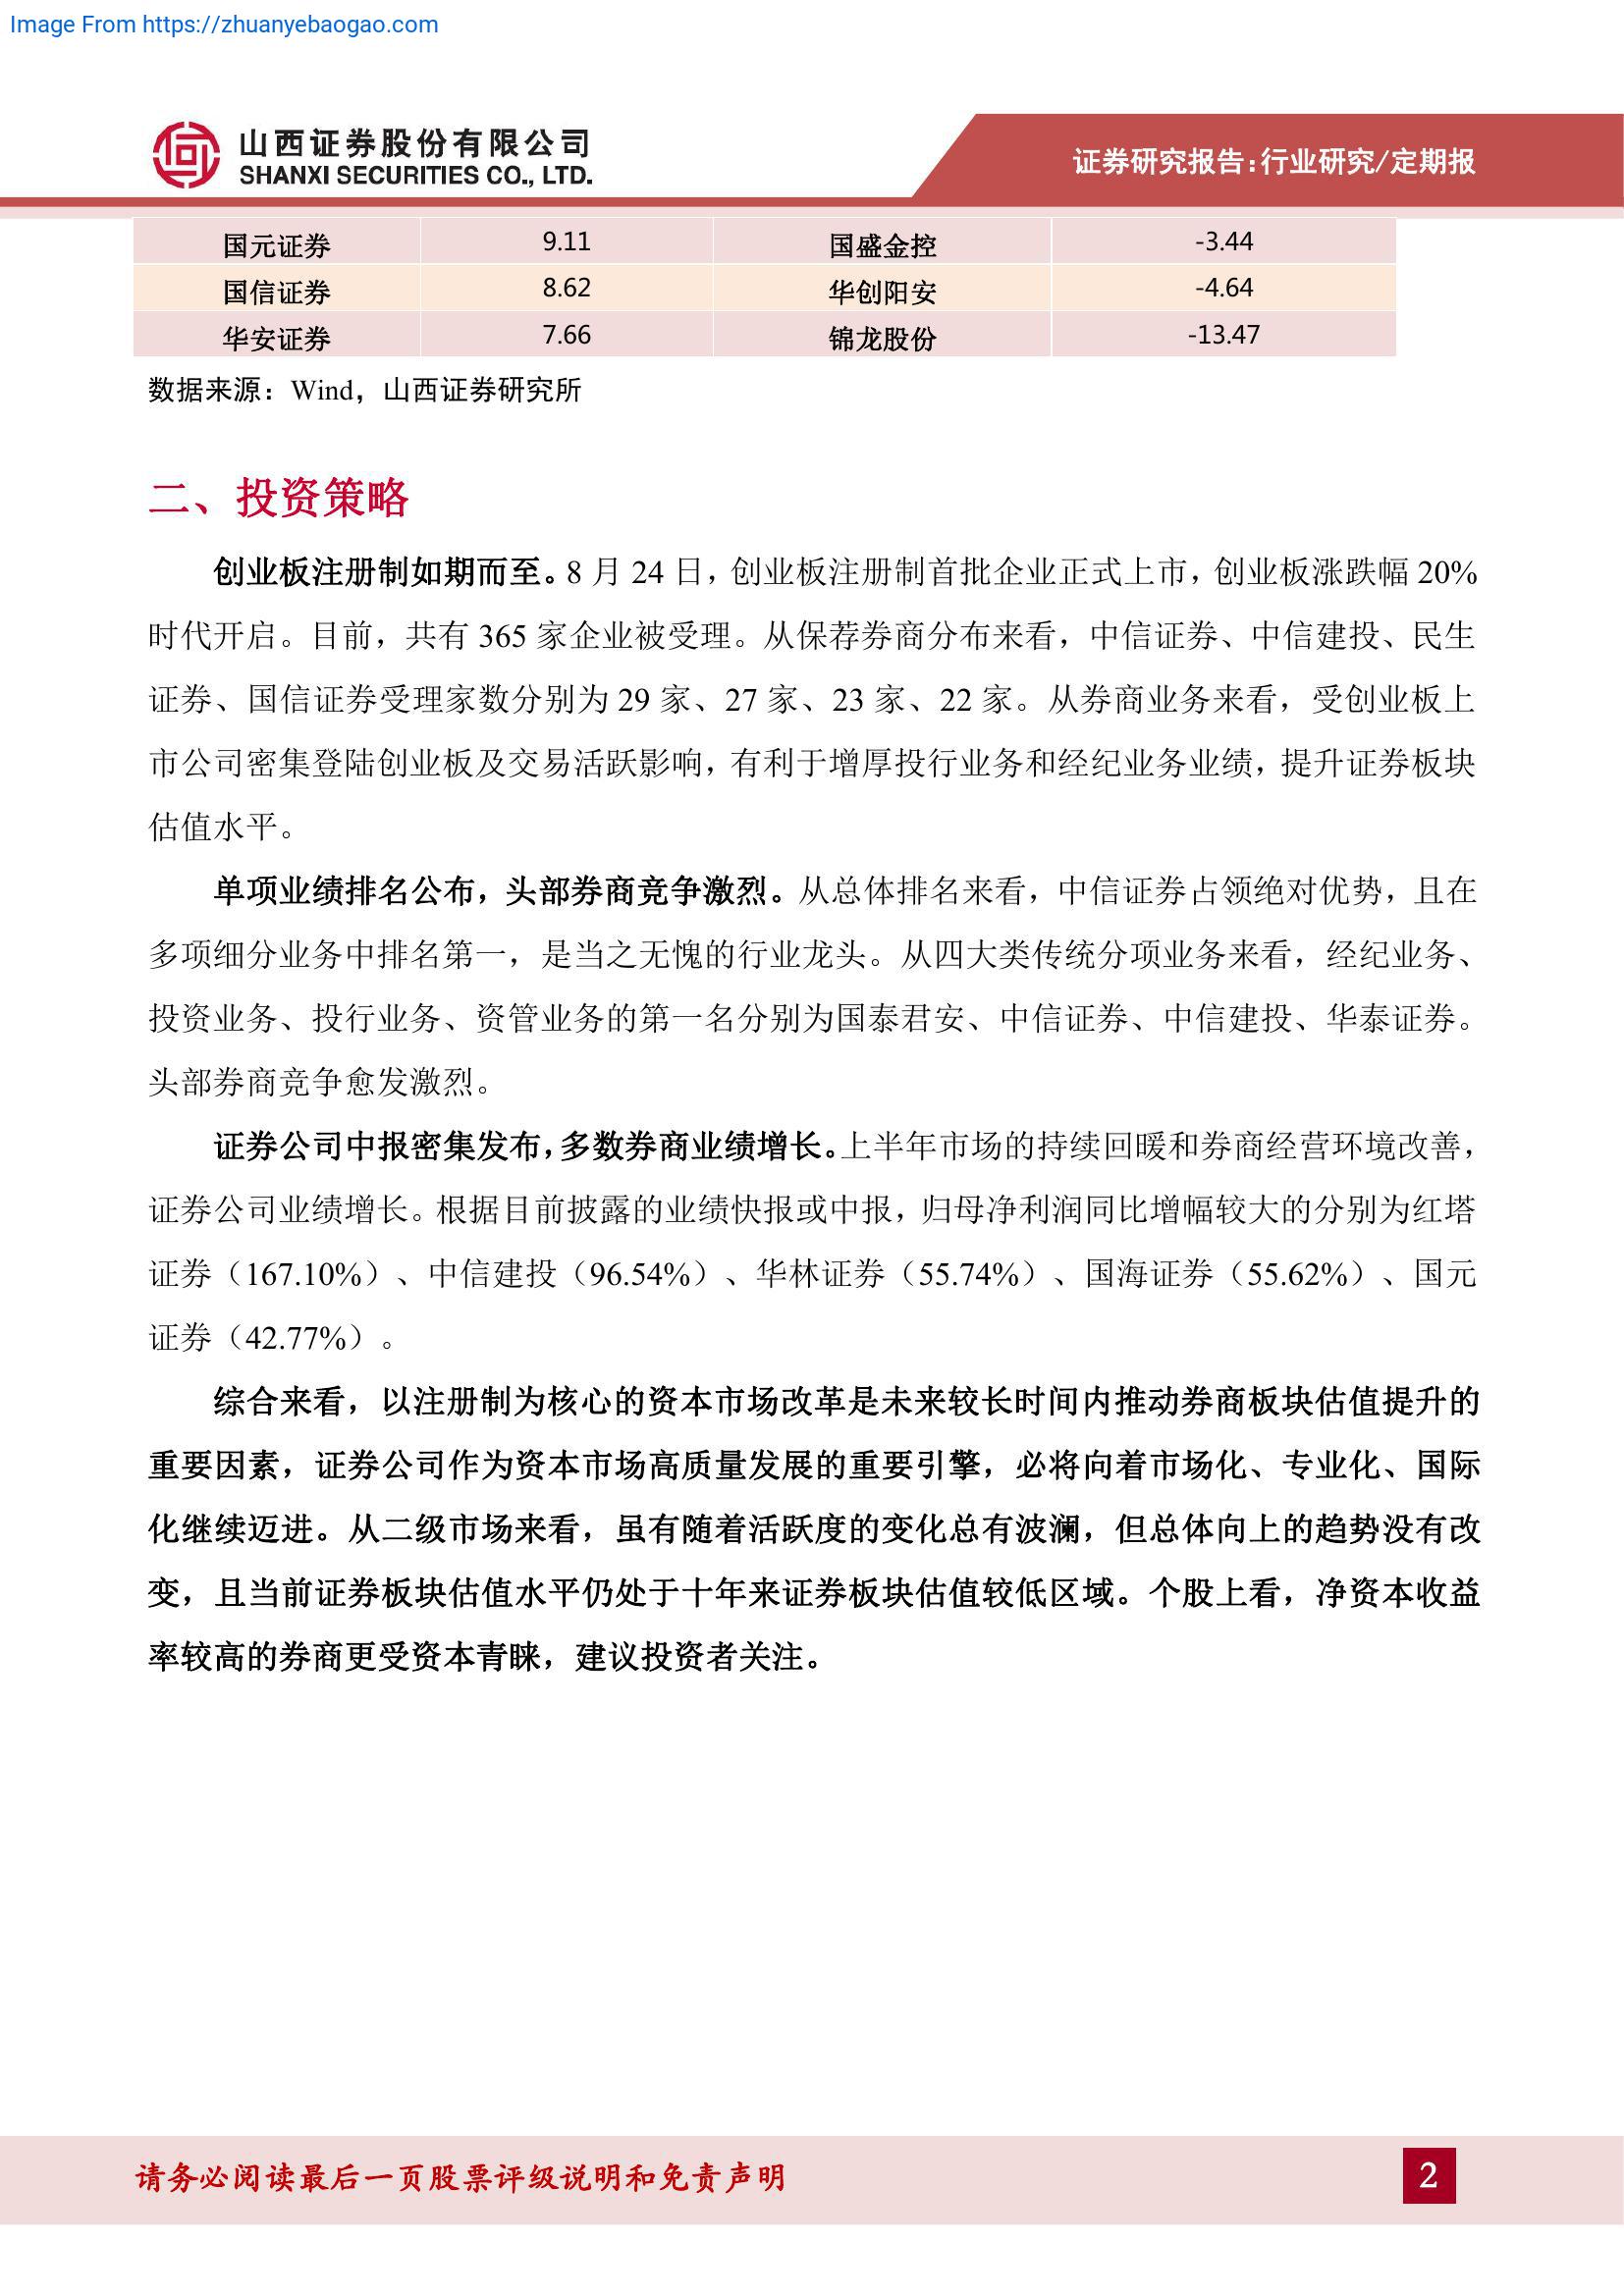 Image From https://zhuanyebaogao.com
山西证券股份有限公司
SHANXI SECURITIES CO., LTD.
证券研究报告:行业研究/定期报
国元证券 9.11 国盛金控 -3.44
国信证券 8.62 华创阳安 -4.64
华安证券 7.66 锦龙股份 -13.47
数据来源：Wind，山西证券研究所
二、投资策略
创业板注册制如期而至。8 月 24 日，创业板注册制首批企业正式上市，创业板涨跌幅 20%
时代开启。目前，共有 365 家企业被受理。从保荐券商分布来看，中信证券、中信建投、民生
证券、国信证券受理家数分别为 29 家、27 家、23 家、22 家。从券商业务来看，受创业板上
市公司密集登陆创业板及交易活跃影响，有利于增厚投行业务和经纪业务业绩，提升证券板块
估值水平。
单项业绩排名公布，头部券商竞争激烈。从总体排名来看，中信证券占领绝对优势，且在
多项细分业务中排名第一，是当之无愧的行业龙头。从四大类传统分项业务来看，经纪业务、
投资业务、投行业务、资管业务的第一名分别为国泰君安、中信证券、中信建投、华泰证券。
头部券商竞争愈发激烈。
证券公司中报密集发布，多数券商业绩增长。上半年市场的持续回暖和券商经营环境改善，
证券公司业绩增长。根据目前披露的业绩快报或中报，归母净利润同比增幅较大的分别为红塔
证券（167.10%）、中信建投（96.54%）、华林证券（55.74%）、国海证券（55.62%）、国元
证券（42.77%）。
综合来看，以注册制为核心的资本市场改革是未来较长时间内推动券商板块估值提升的
重要因素，证券公司作为资本市场高质量发展的重要引擎，必将向着市场化、专业化、国际
化继续迈进。从二级市场来看，虽有随着活跃度的变化总有波澜，但总体向上的趋势没有改
变，且当前证券板块估值水平仍处于十年来证券板块估值较低区域。个股上看，净资本收益
率较高的券商更受资本青睐，建议投资者关注。
请务必阅读最后一页股票评级说明和免责声明
2